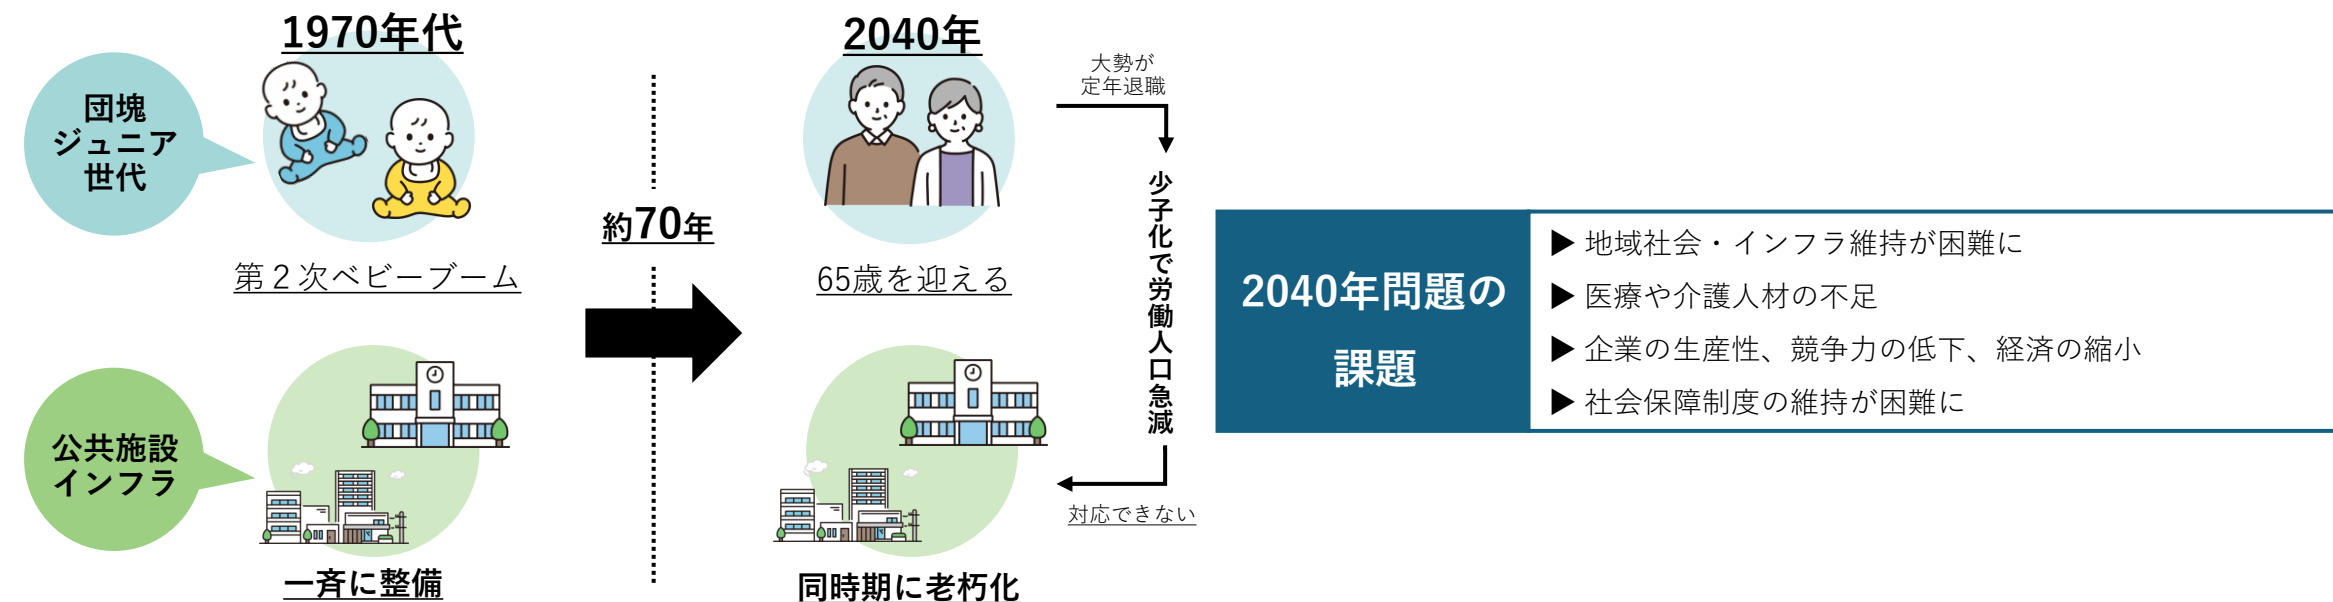 1970年代
2040年
団塊
ジュニア
世代
第２次ベビーブーム
約70年
65歳を迎える
大勢が
定年退職
少子化で労働人口急減
対応できない
公共施設
インフラ
一斉に整備
同時期に老朽化
2040年問題の
課題
▶ 地域社会・インフラ維持が困難に
▶ 医療や介護人材の不足
▶ 企業の生産性、競争力の低下、経済の縮小
▶ 社会保障制度の維持が困難に